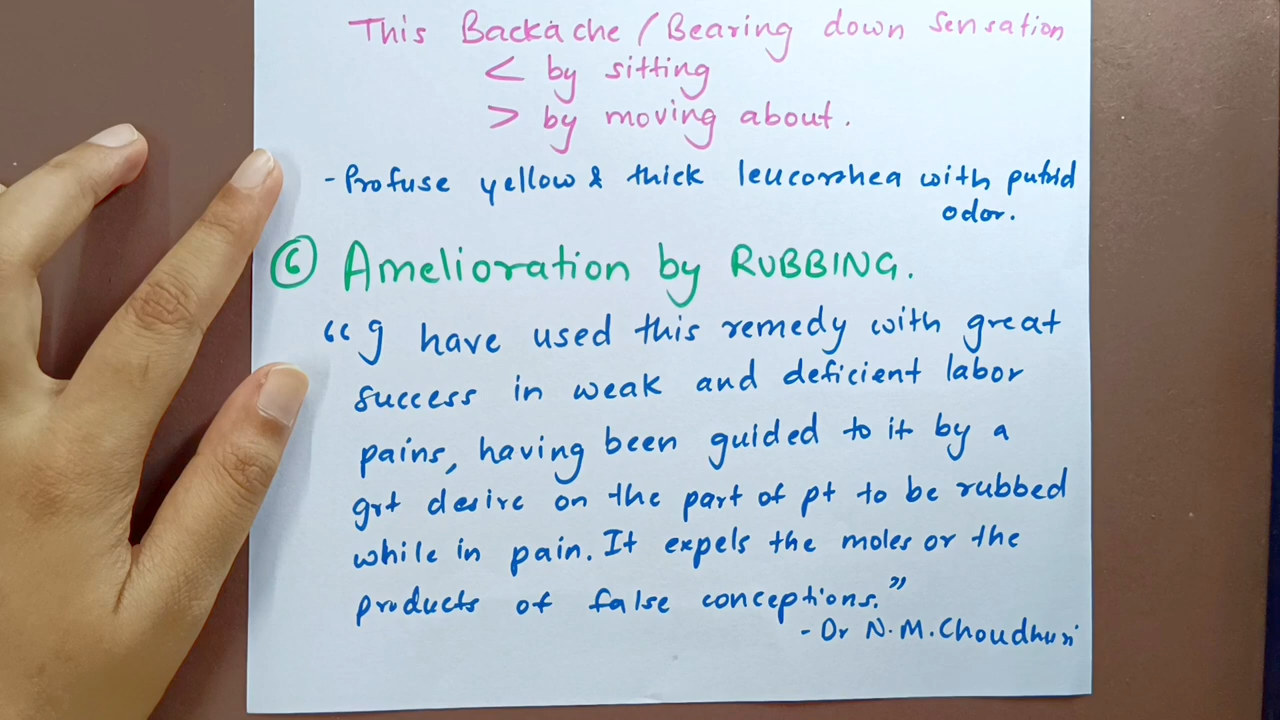 This Backache / Bearing down sensation
< by sitting
> by moving about.
- Profuse yellow & thick leucorrhea with putrid
odor.
6 Amelioration by RUBBING.
"I have used this remedy with great
success in weak and deficient labor
pains, having been guided to it by a
grt desire on the part of pt to be rubbed
while in pain. It expels the moles or the
products of false conceptions."
- Dr N.M. Choudhuri